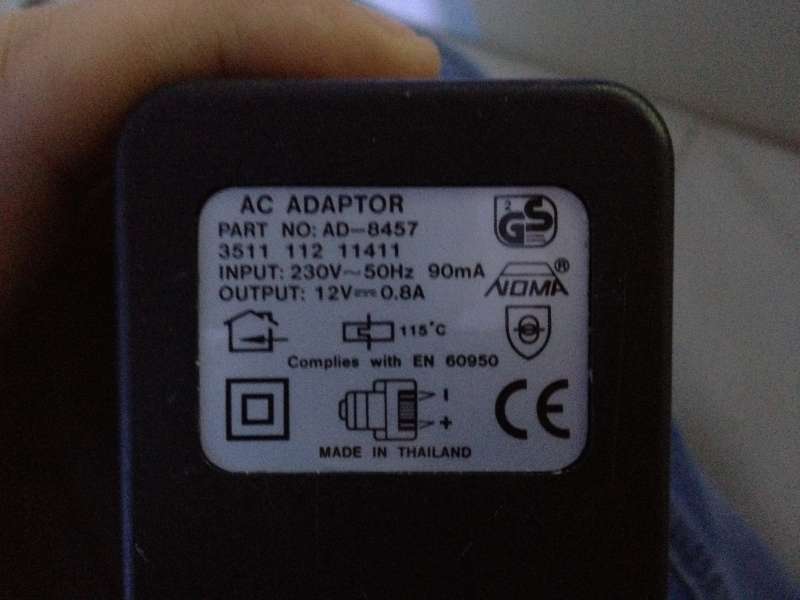 AC ADAPTOR
PART NO: AD-8457
3511 112 11411
INPUT: 230V~50Hz 90mA
OUTPUT: 12V⎓0.8A
2
GS
NOMA®
115°C
Complies with EN 60950
- +
CE
MADE IN THAILAND